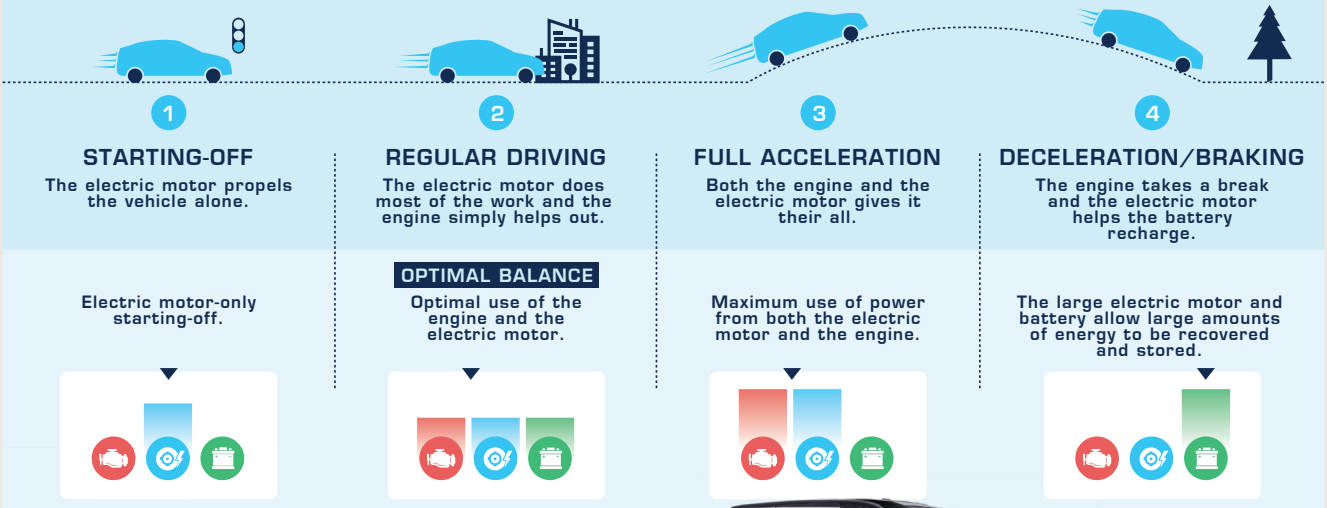 1
STARTING-OFF
The electric motor propels
the vehicle alone.
Electric motor-only
starting-off.
2
REGULAR DRIVING
The electric motor does
most of the work and the
engine simply helps out.
OPTIMAL BALANCE
Optimal use of the
engine and the
electric motor.
3
FULL ACCELERATION
Both the engine and the
electric motor gives it
their all.
Maximum use of power
from both the electric
motor and the engine.
4
DECELERATION/BRAKING
The engine takes a break
and the electric motor
helps the battery
recharge.
The large electric motor and
battery allow large amounts
of energy to be recovered
and stored.